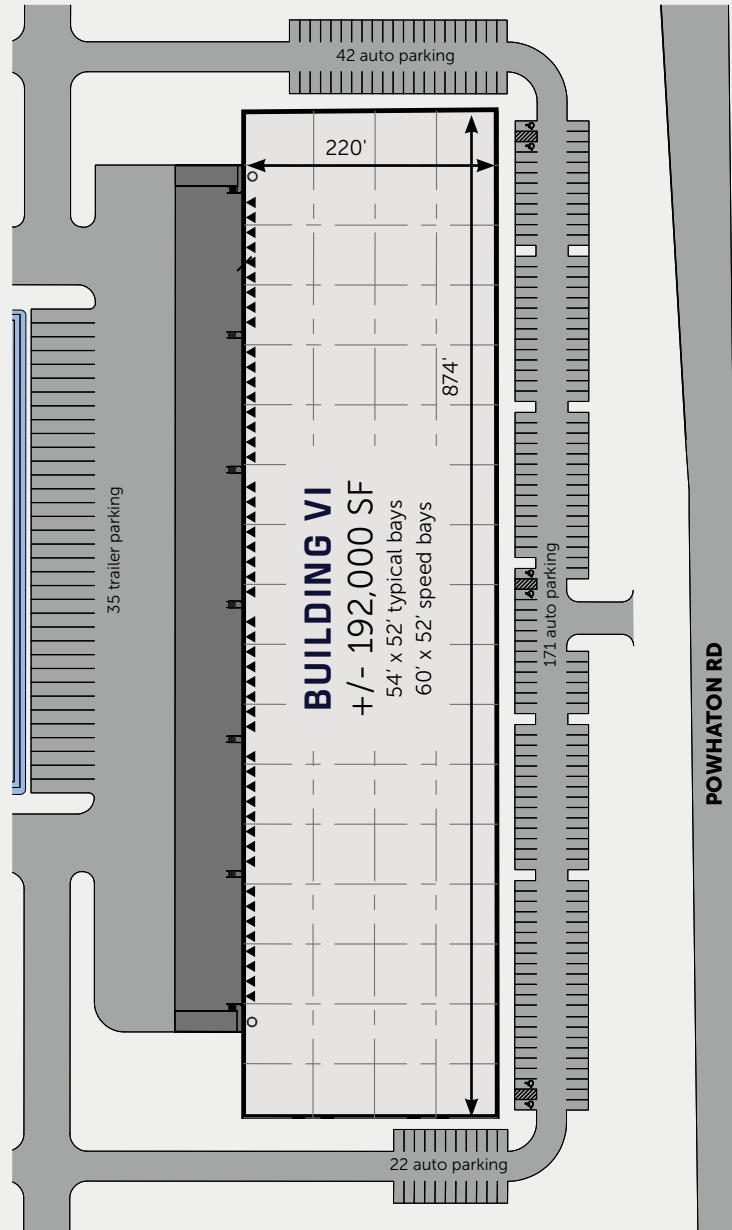 42 auto parking
220'
874'
35 trailer parking
BUILDING VI
+/- 192,000 SF
54' x 52' typical bays
60' x 52' speed bays
171 auto parking
POWHATON RD
22 auto parking